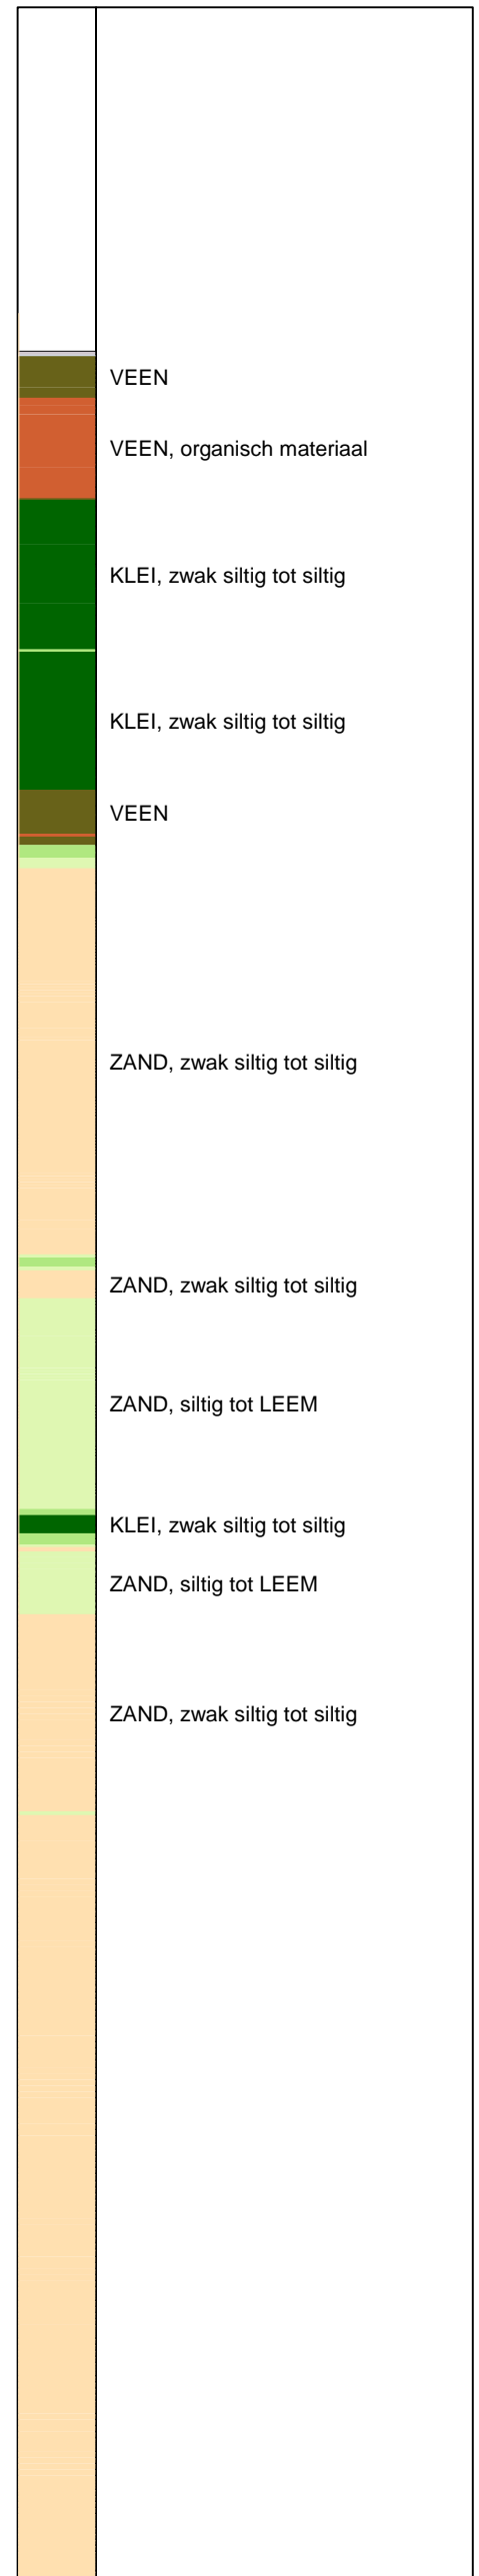 VEEN
VEEN, organisch materiaal
KLEI, zwak siltig tot siltig
KLEI, zwak siltig tot siltig
VEEN
ZAND, zwak siltig tot siltig
ZAND, zwak siltig tot siltig
ZAND, siltig tot LEEM
KLEI, zwak siltig tot siltig
ZAND, siltig tot LEEM
ZAND, zwak siltig tot siltig